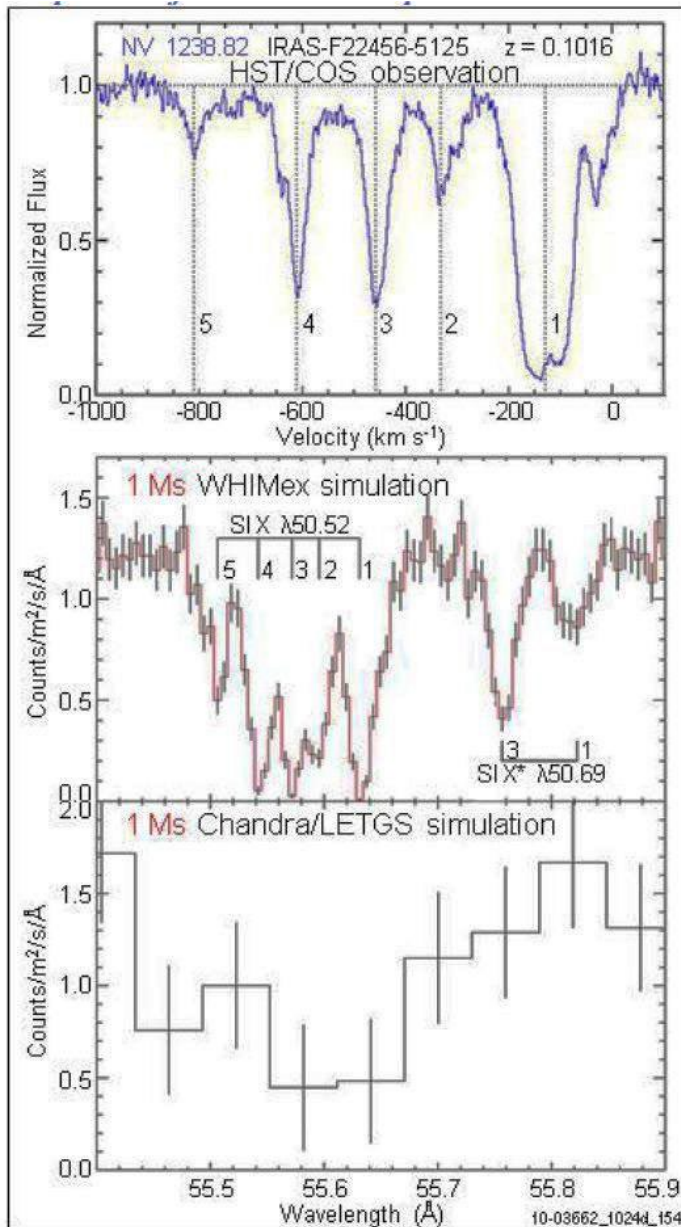 NV 1238.82 IRAS-F22456-5125 z = 0.1016
HST/COS observation
1.0
0.5
0.0
Normalized Flux
5 4 3 2 1
-1000 -800 -600 -400 -200 0
Velocity (km s⁻¹)
1 Ms WHIMex simulation
SI X λ50.52
5 4 3 2 1
1.5
1.0
0.5
0.0
Counts/m²/s/Å
3 1
SI X* λ50.69
1 Ms Chandra/LETGS simulation
2.0
1.5
1.0
0.5
0.0
Counts/m²/s/Å
55.5 55.6 55.7 55.8 55.9
Wavelength (Å)
10-03662_1024d_154